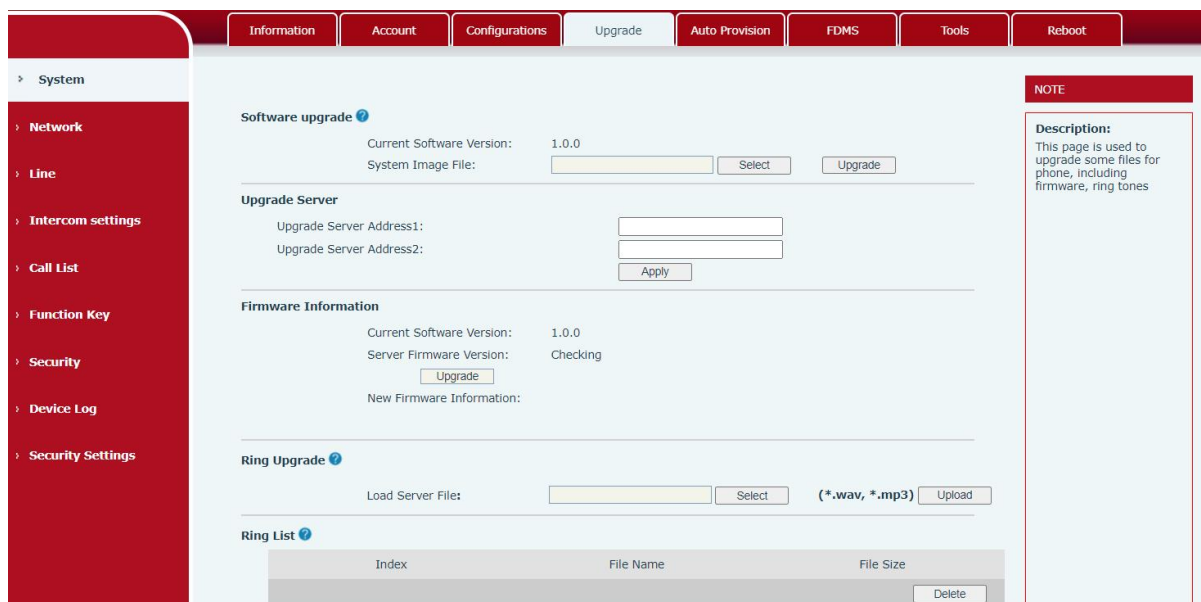 Information Account Configurations Upgrade Auto Provision FDMS Tools Reboot
› System
› Network
› Line
› Intercom settings
› Call List
› Function Key
› Security
› Device Log
› Security Settings
Software upgrade ?
Current Software Version: 1.0.0
System Image File: Select Upgrade
Upgrade Server
Upgrade Server Address1:
Upgrade Server Address2:
Apply
Firmware Information
Current Software Version: 1.0.0
Server Firmware Version: Checking
Upgrade
New Firmware Information:
Ring Upgrade ?
Load Server File: Select (*.wav, *.mp3) Upload
Ring List ?
Index File Name File Size
Delete
NOTE
Description:
This page is used to
upgrade some files for
phone, including
firmware, ring tones